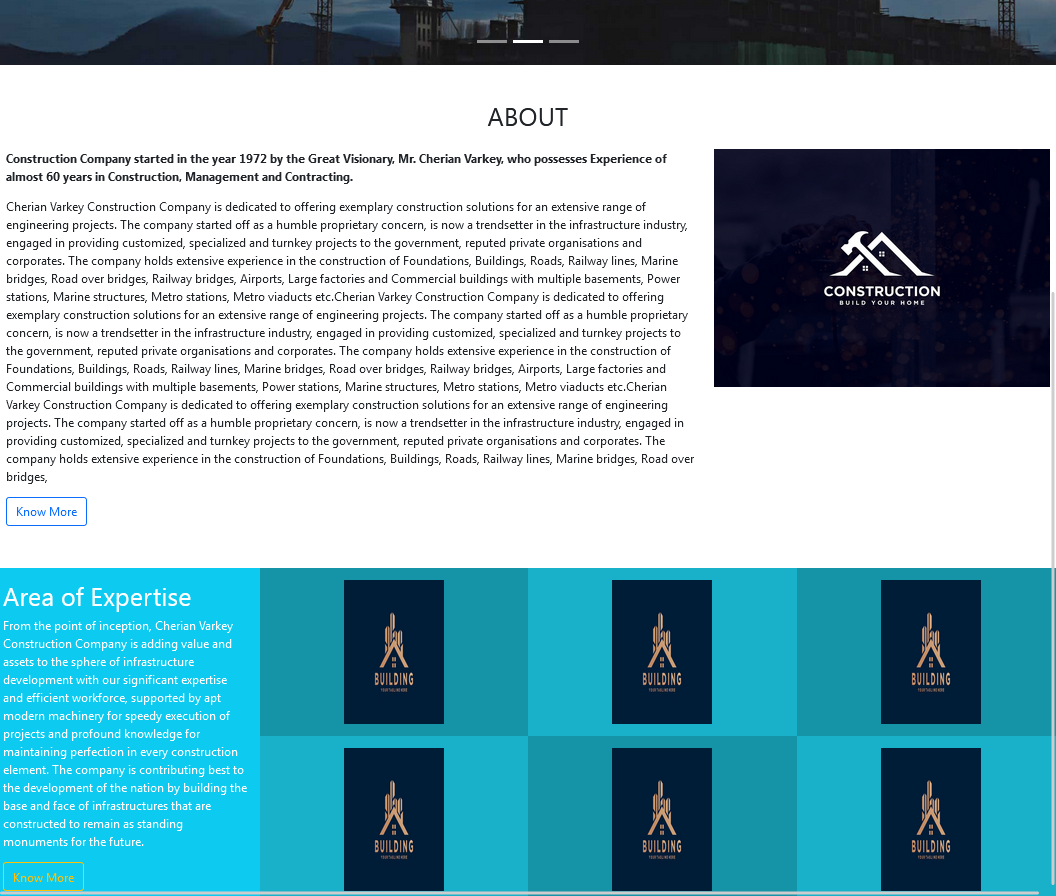 ABOUT
Construction Company started in the year 1972 by the Great Visionary, Mr. Cherian Varkey, who possesses Experience of
almost 60 years in Construction, Management and Contracting.
Cherian Varkey Construction Company is dedicated to offering exemplary construction solutions for an extensive range of
engineering projects. The company started off as a humble proprietary concern, is now a trendsetter in the infrastructure industry,
engaged in providing customized, specialized and turnkey projects to the government, reputed private organisations and
corporates. The company holds extensive experience in the construction of Foundations, Buildings, Roads, Railway lines, Marine
bridges, Road over bridges, Railway bridges, Airports, Large factories and Commercial buildings with multiple basements, Power
stations, Marine structures, Metro stations, Metro viaducts etc.Cherian Varkey Construction Company is dedicated to offering
exemplary construction solutions for an extensive range of engineering projects. The company started off as a humble proprietary
concern, is now a trendsetter in the infrastructure industry, engaged in providing customized, specialized and turnkey projects to
the government, reputed private organisations and corporates. The company holds extensive experience in the construction of
Foundations, Buildings, Roads, Railway lines, Marine bridges, Road over bridges, Railway bridges, Airports, Large factories and
Commercial buildings with multiple basements, Power stations, Marine structures, Metro stations, Metro viaducts etc.Cherian
Varkey Construction Company is dedicated to offering exemplary construction solutions for an extensive range of engineering
projects. The company started off as a humble proprietary concern, is now a trendsetter in the infrastructure industry, engaged in
providing customized, specialized and turnkey projects to the government, reputed private organisations and corporates. The
company holds extensive experience in the construction of Foundations, Buildings, Roads, Railway lines, Marine bridges, Road over
bridges,
Know More
CONSTRUCTION
BUILD YOUR HOME
Area of Expertise
From the point of inception, Cherian Varkey
Construction Company is adding value and
assets to the sphere of infrastructure
development with our significant expertise
and efficient workforce, supported by apt
modern machinery for speedy execution of
projects and profound knowledge for
maintaining perfection in every construction
element. The company is contributing best to
the development of the nation by building the
base and face of infrastructures that are
constructed to remain as standing
monuments for the future.
Know More
BUILDING
YOUR TAGLINE HERE
BUILDING
YOUR TAGLINE HERE
BUILDING
YOUR TAGLINE HERE
BUILDING
YOUR TAGLINE HERE
BUILDING
YOUR TAGLINE HERE
BUILDING
YOUR TAGLINE HERE